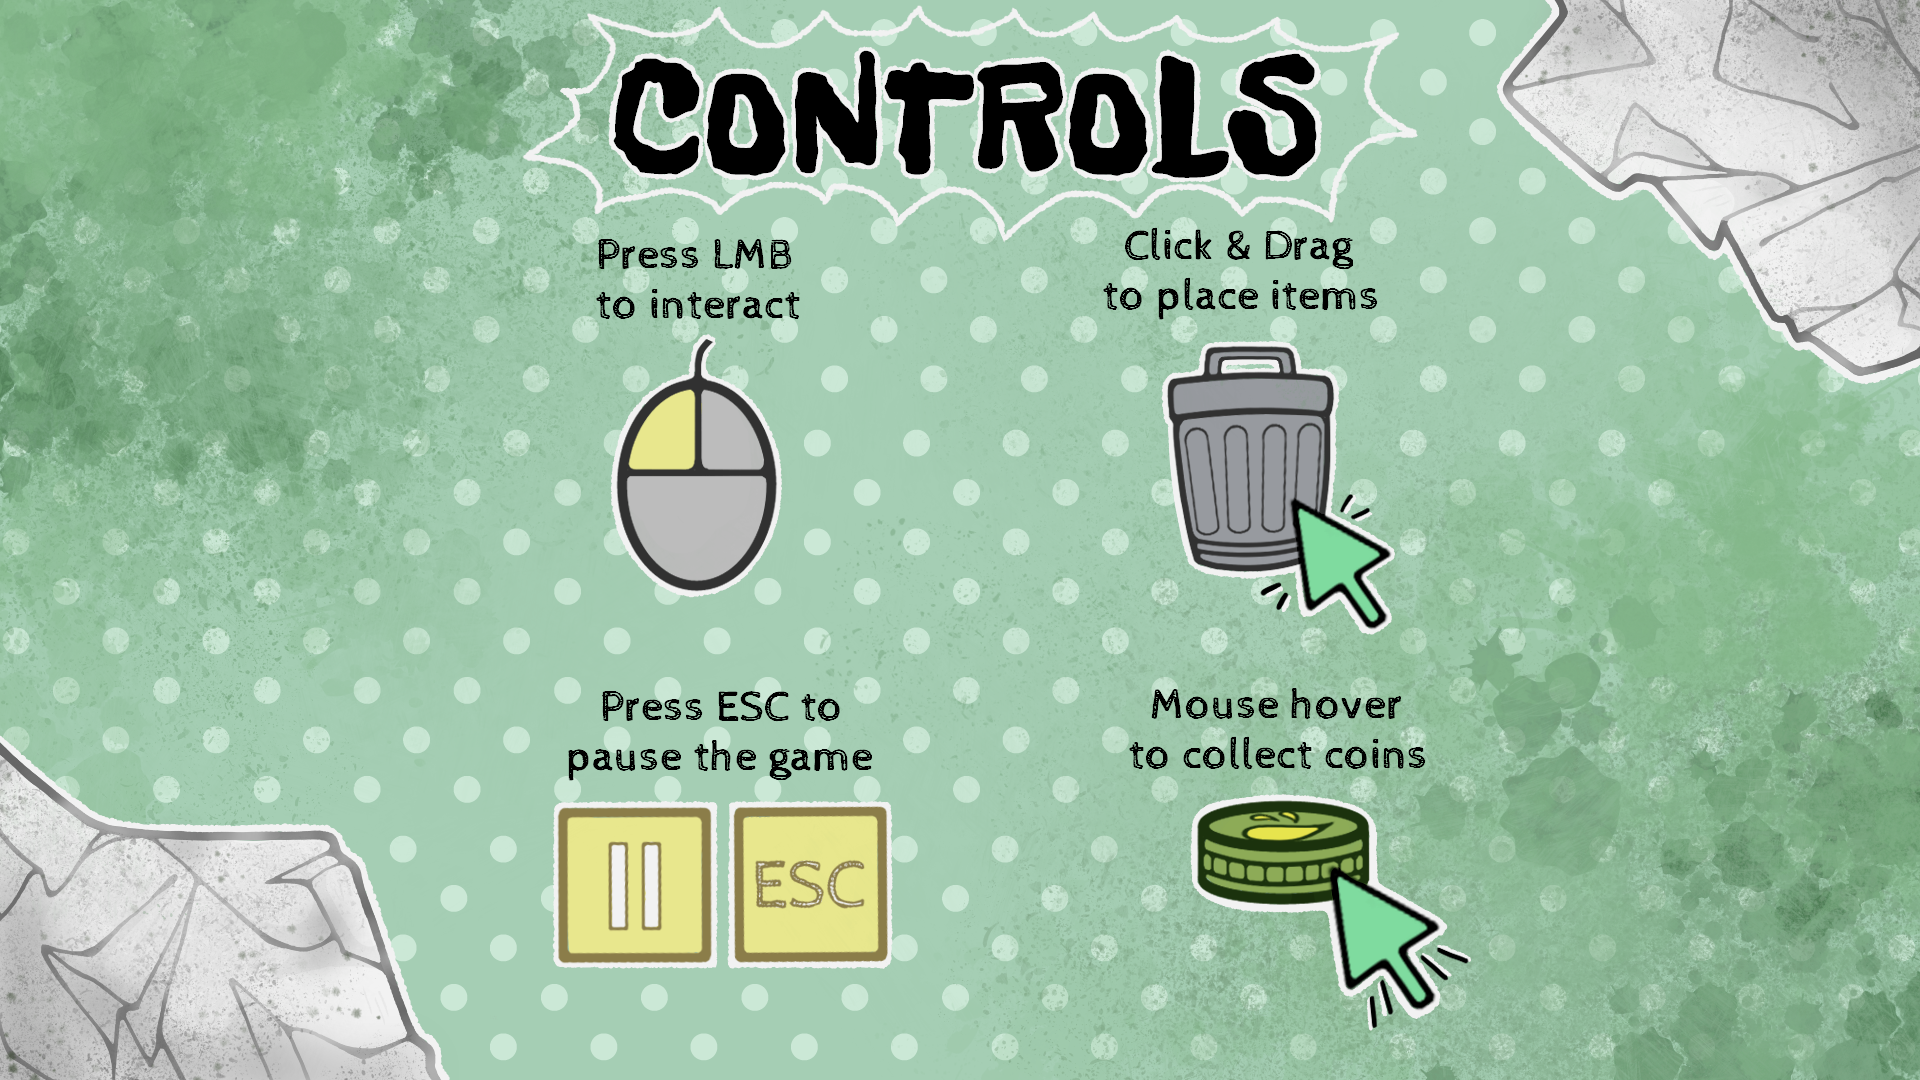 CONTROLS
Press LMB
to interact
Click & Drag
to place items
Press ESC to
pause the game
ESC
Mouse hover
to collect coins